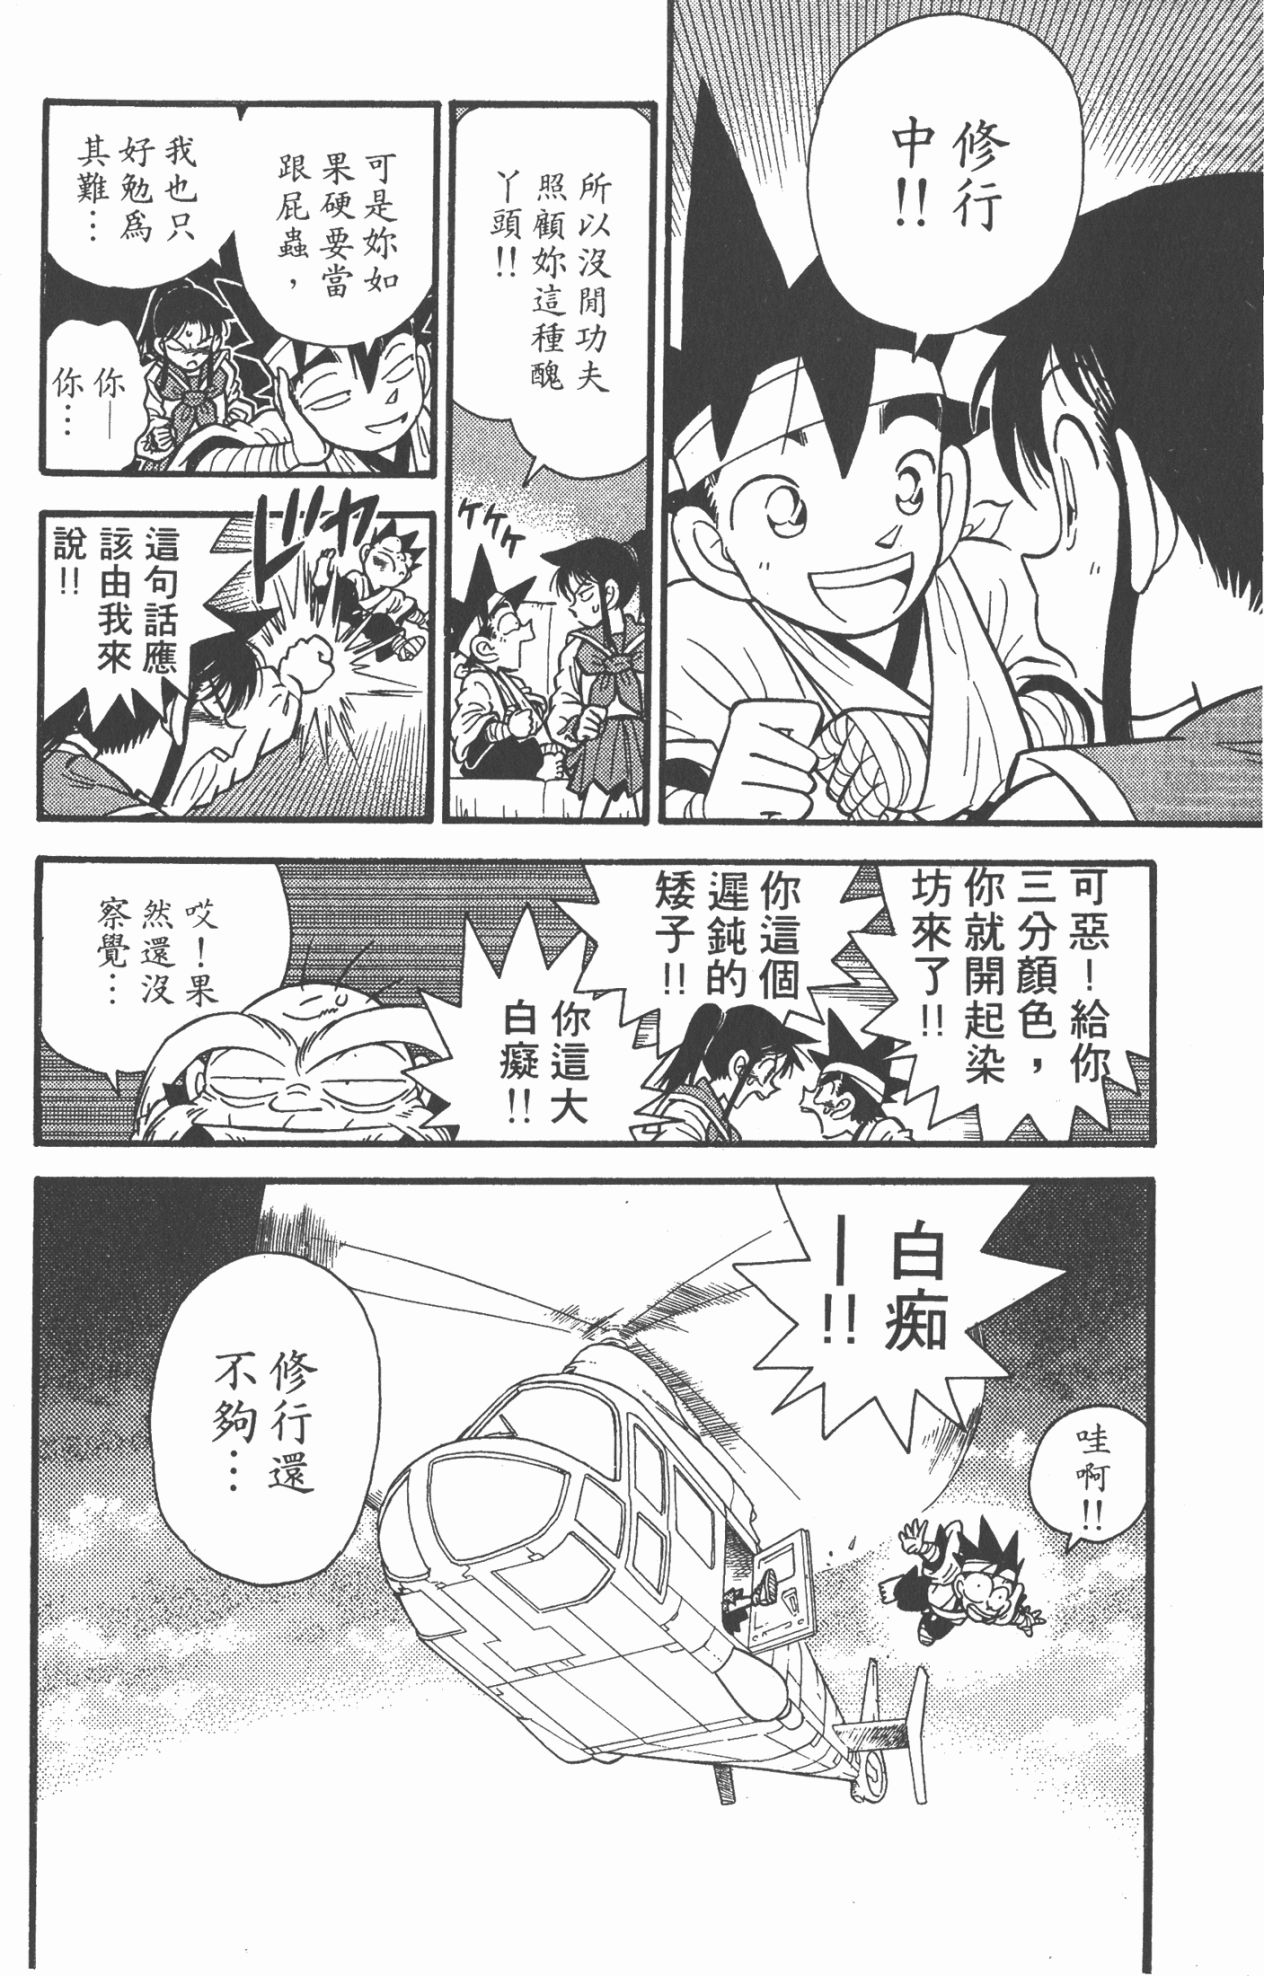 修行
中!!
所以沒閒功夫
照顧妳這種醜
丫頭!!
ケケケ
可是妳如
果硬要當
跟屁蟲，
我也只
好勉爲
其難…
你—
你…
這句話應
該由我來
說!!
可惡！給你
三分顏色，
你就開起染
坊來了!!
你這個
遲鈍的
矮子!!
你這大
白癡!!
哎！果
然還沒
察覺…
白痴
—!!
哇啊!!
修行還
不夠…